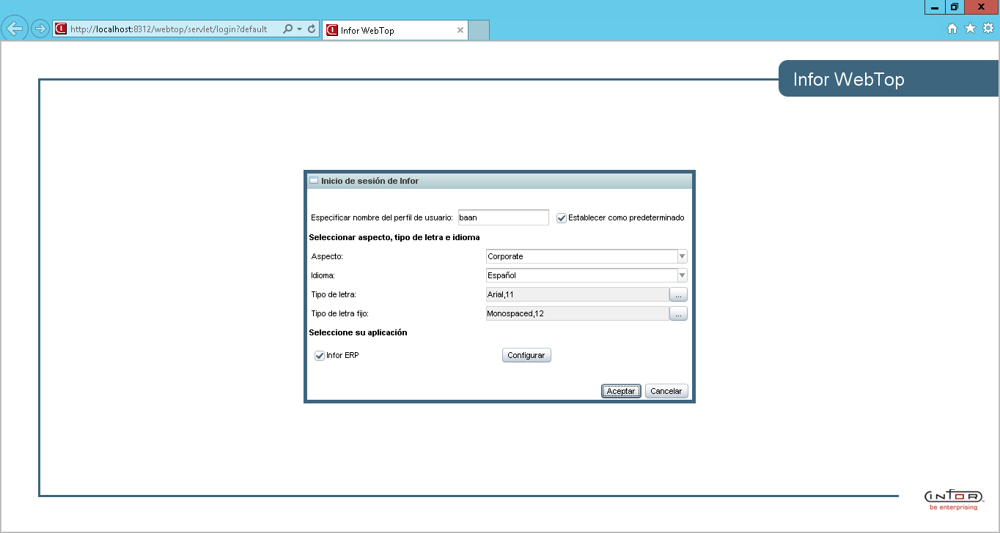 http://localhost:8312/webtop/servlet/login?default
Infor WebTop
Infor WebTop
Inicio de sesión de Infor
Especificar nombre del perfil de usuario: baan Establecer como predeterminado
Seleccionar aspecto, tipo de letra e idioma
Aspecto: Corporate
Idioma: Español
Tipo de letra: Arial,11 ...
Tipo de letra fijo: Monospaced,12 ...
Seleccione su aplicación
Infor ERP Configurar
Aceptar Cancelar
infor
be enterprising